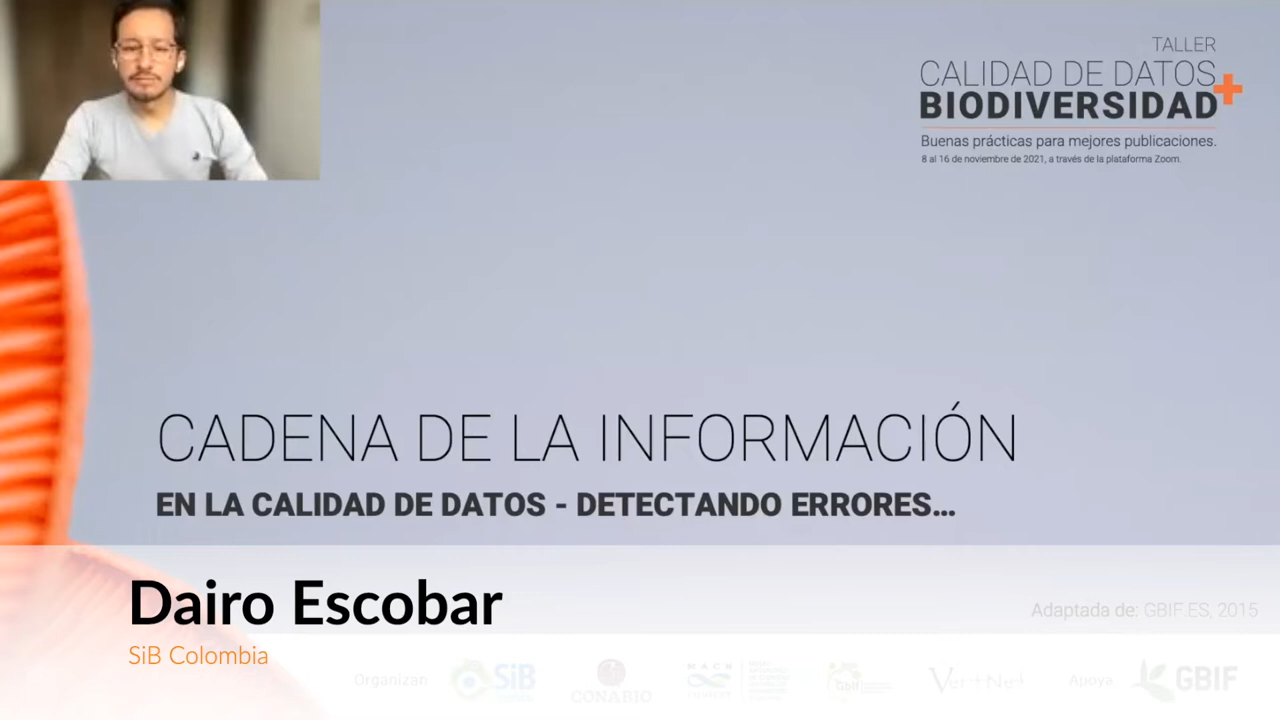 TALLER
CALIDAD DE DATOS
BIODIVERSIDAD+
Buenas prácticas para mejores publicaciones.
8 al 16 de noviembre de 2021, a través de la plataforma Zoom.
CADENA DE LA INFORMACIÓN
EN LA CALIDAD DE DATOS - DETECTANDO ERRORES...
Dairo Escobar
SiB Colombia
Adaptada de: GBIF.ES, 2015
Organizan
SiB
CONABIO
MACN
VertNet
Apoya
GBIF